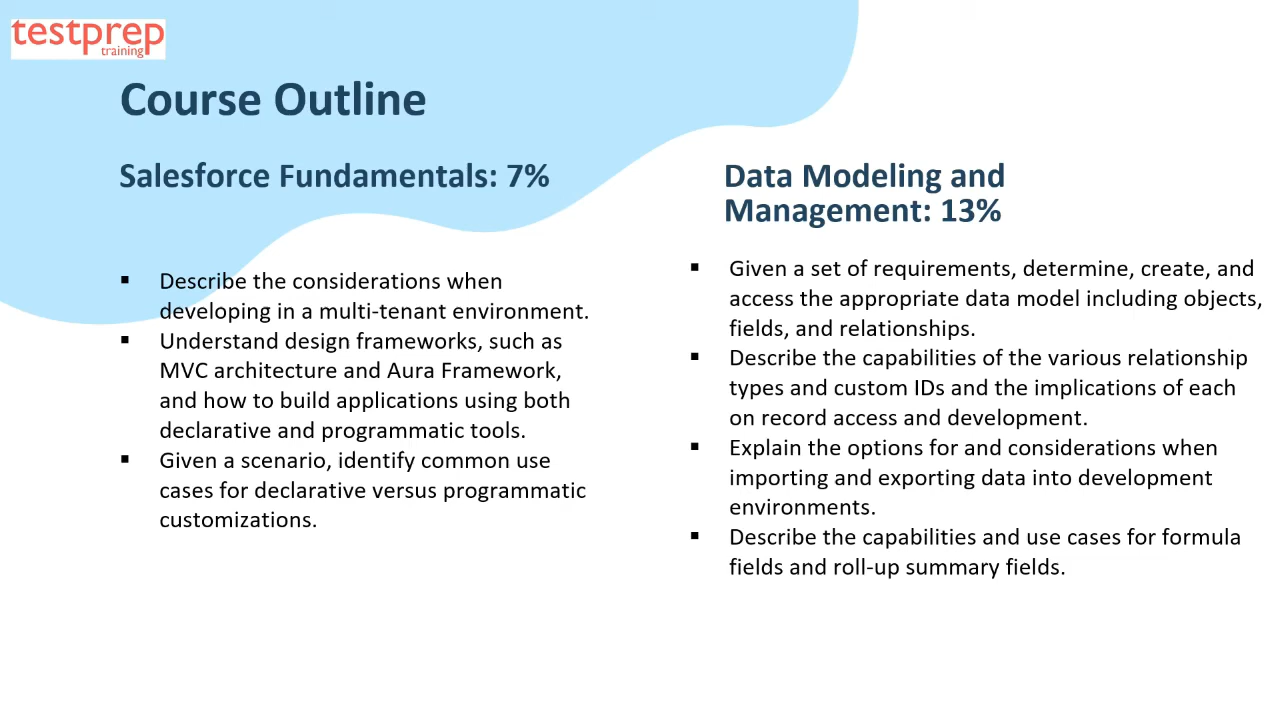 testprep
training
Course Outline
Salesforce Fundamentals: 7%
▪ Describe the considerations when
developing in a multi-tenant environment.
▪ Understand design frameworks, such as
MVC architecture and Aura Framework,
and how to build applications using both
declarative and programmatic tools.
▪ Given a scenario, identify common use
cases for declarative versus programmatic
customizations.
Data Modeling and
Management: 13%
▪ Given a set of requirements, determine, create, and
access the appropriate data model including objects,
fields, and relationships.
▪ Describe the capabilities of the various relationship
types and custom IDs and the implications of each
on record access and development.
▪ Explain the options for and considerations when
importing and exporting data into development
environments.
▪ Describe the capabilities and use cases for formula
fields and roll-up summary fields.